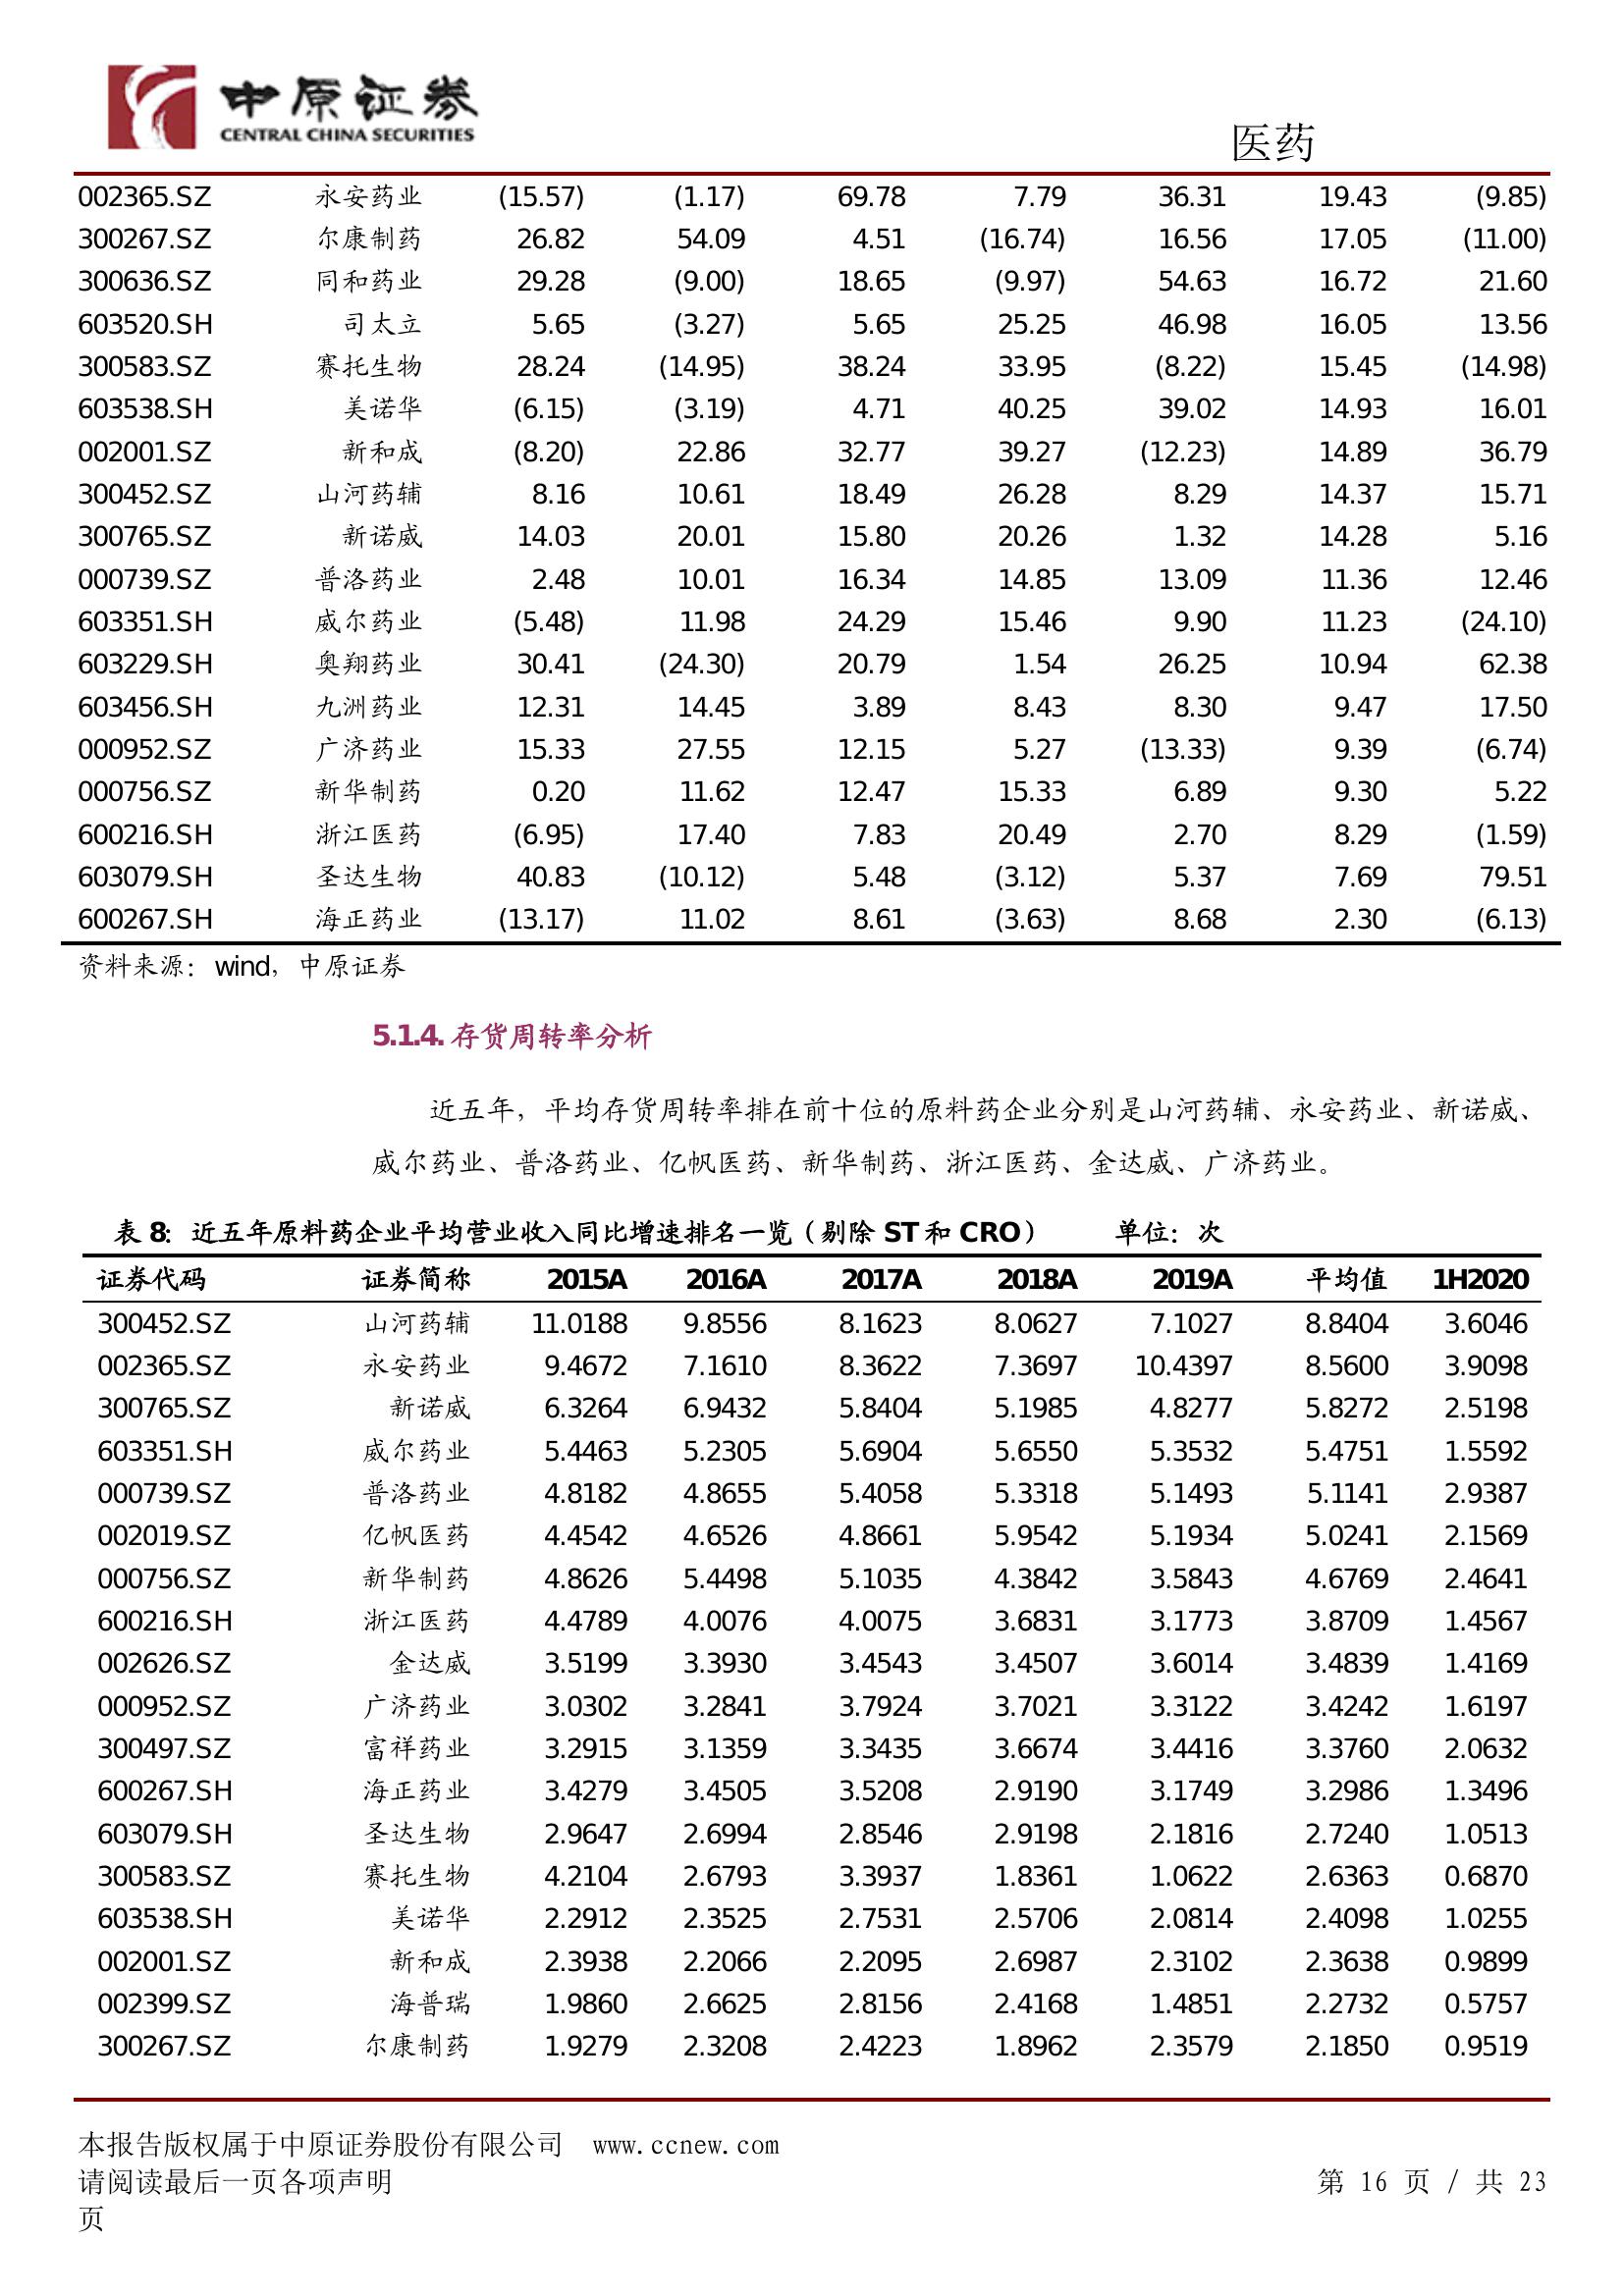 中原证券
CENTRAL CHINA SECURITIES
医药
002365.SZ 永安药业 (15.57) (1.17) 69.78 7.79 36.31 19.43 (9.85)
300267.SZ 尔康制药 26.82 54.09 4.51 (16.74) 16.56 17.05 (11.00)
300636.SZ 同和药业 29.28 (9.00) 18.65 (9.97) 54.63 16.72 21.60
603520.SH 司太立 5.65 (3.27) 5.65 25.25 46.98 16.05 13.56
300583.SZ 赛托生物 28.24 (14.95) 38.24 33.95 (8.22) 15.45 (14.98)
603538.SH 美诺华 (6.15) (3.19) 4.71 40.25 39.02 14.93 16.01
002001.SZ 新和成 (8.20) 22.86 32.77 39.27 (12.23) 14.89 36.79
300452.SZ 山河药辅 8.16 10.61 18.49 26.28 8.29 14.37 15.71
300765.SZ 新诺威 14.03 20.01 15.80 20.26 1.32 14.28 5.16
000739.SZ 普洛药业 2.48 10.01 16.34 14.85 13.09 11.36 12.46
603351.SH 威尔药业 (5.48) 11.98 24.29 15.46 9.90 11.23 (24.10)
603229.SH 奥翔药业 30.41 (24.30) 20.79 1.54 26.25 10.94 62.38
603456.SH 九洲药业 12.31 14.45 3.89 8.43 8.30 9.47 17.50
000952.SZ 广济药业 15.33 27.55 12.15 5.27 (13.33) 9.39 (6.74)
000756.SZ 新华制药 0.20 11.62 12.47 15.33 6.89 9.30 5.22
600216.SH 浙江医药 (6.95) 17.40 7.83 20.49 2.70 8.29 (1.59)
603079.SH 圣达生物 40.83 (10.12) 5.48 (3.12) 5.37 7.69 79.51
600267.SH 海正药业 (13.17) 11.02 8.61 (3.63) 8.68 2.30 (6.13)
资料来源：wind，中原证券
5.1.4. 存货周转率分析
近五年，平均存货周转率排在前十位的原料药企业分别是山河药辅、永安药业、新诺威、
威尔药业、普洛药业、亿帆医药、新华制药、浙江医药、金达威、广济药业。
表 8：近五年原料药企业平均营业收入同比增速排名一览（剔除 ST 和 CRO） 单位：次
证券代码 证券简称 2015A 2016A 2017A 2018A 2019A 平均值 1H2020
300452.SZ 山河药辅 11.0188 9.8556 8.1623 8.0627 7.1027 8.8404 3.6046
002365.SZ 永安药业 9.4672 7.1610 8.3622 7.3697 10.4397 8.5600 3.9098
300765.SZ 新诺威 6.3264 6.9432 5.8404 5.1985 4.8277 5.8272 2.5198
603351.SH 威尔药业 5.4463 5.2305 5.6904 5.6550 5.3532 5.4751 1.5592
000739.SZ 普洛药业 4.8182 4.8655 5.4058 5.3318 5.1493 5.1141 2.9387
002019.SZ 亿帆医药 4.4542 4.6526 4.8661 5.9542 5.1934 5.0241 2.1569
000756.SZ 新华制药 4.8626 5.4498 5.1035 4.3842 3.5843 4.6769 2.4641
600216.SH 浙江医药 4.4789 4.0076 4.0075 3.6831 3.1773 3.8709 1.4567
002626.SZ 金达威 3.5199 3.3930 3.4543 3.4507 3.6014 3.4839 1.4169
000952.SZ 广济药业 3.0302 3.2841 3.7924 3.7021 3.3122 3.4242 1.6197
300497.SZ 富祥药业 3.2915 3.1359 3.3435 3.6674 3.4416 3.3760 2.0632
600267.SH 海正药业 3.4279 3.4505 3.5208 2.9190 3.1749 3.2986 1.3496
603079.SH 圣达生物 2.9647 2.6994 2.8546 2.9198 2.1816 2.7240 1.0513
300583.SZ 赛托生物 4.2104 2.6793 3.3937 1.8361 1.0622 2.6363 0.6870
603538.SH 美诺华 2.2912 2.3525 2.7531 2.5706 2.0814 2.4098 1.0255
002001.SZ 新和成 2.3938 2.2066 2.2095 2.6987 2.3102 2.3638 0.9899
002399.SZ 海普瑞 1.9860 2.6625 2.8156 2.4168 1.4851 2.2732 0.5757
300267.SZ 尔康制药 1.9279 2.3208 2.4223 1.8962 2.3579 2.1850 0.9519
本报告版权属于中原证券股份有限公司 www.ccnew.com
请阅读最后一页各项声明 第 16 页 / 共 23
页